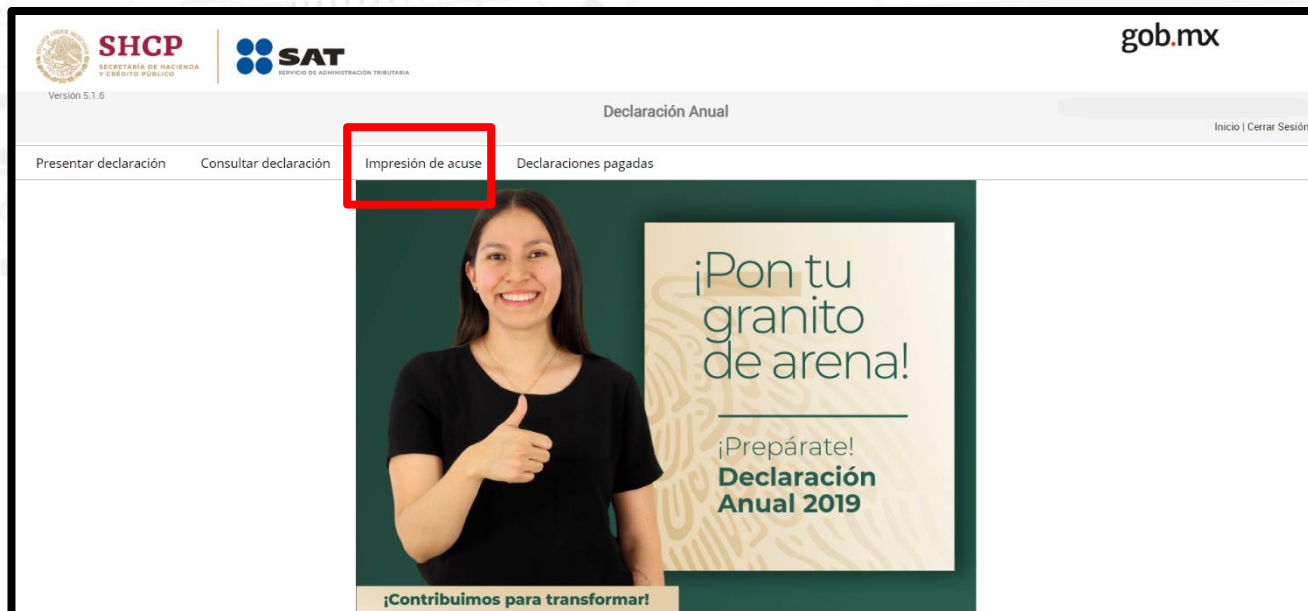 SHCP
SECRETARÍA DE HACIENDA
Y CRÉDITO PÚBLICO
SAT
SERVICIO DE ADMINISTRACIÓN TRIBUTARIA
gob.mx
Versión 5.1.6
Declaración Anual
Inicio | Cerrar Sesión
Presentar declaración Consultar declaración Impresión de acuse Declaraciones pagadas
¡Pon tu
granito
de arena!
¡Prepárate!
Declaración
Anual 2019
¡Contribuimos para transformar!